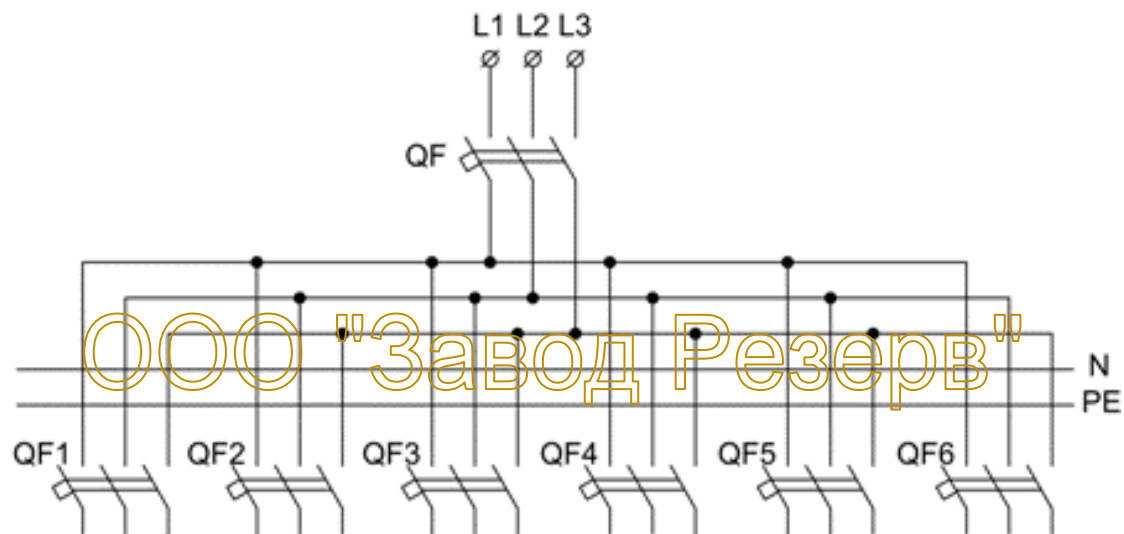 L1 L2 L3
QF
ООО "Завод Резерв"
N
PE
QF1 QF2 QF3 QF4 QF5 QF6